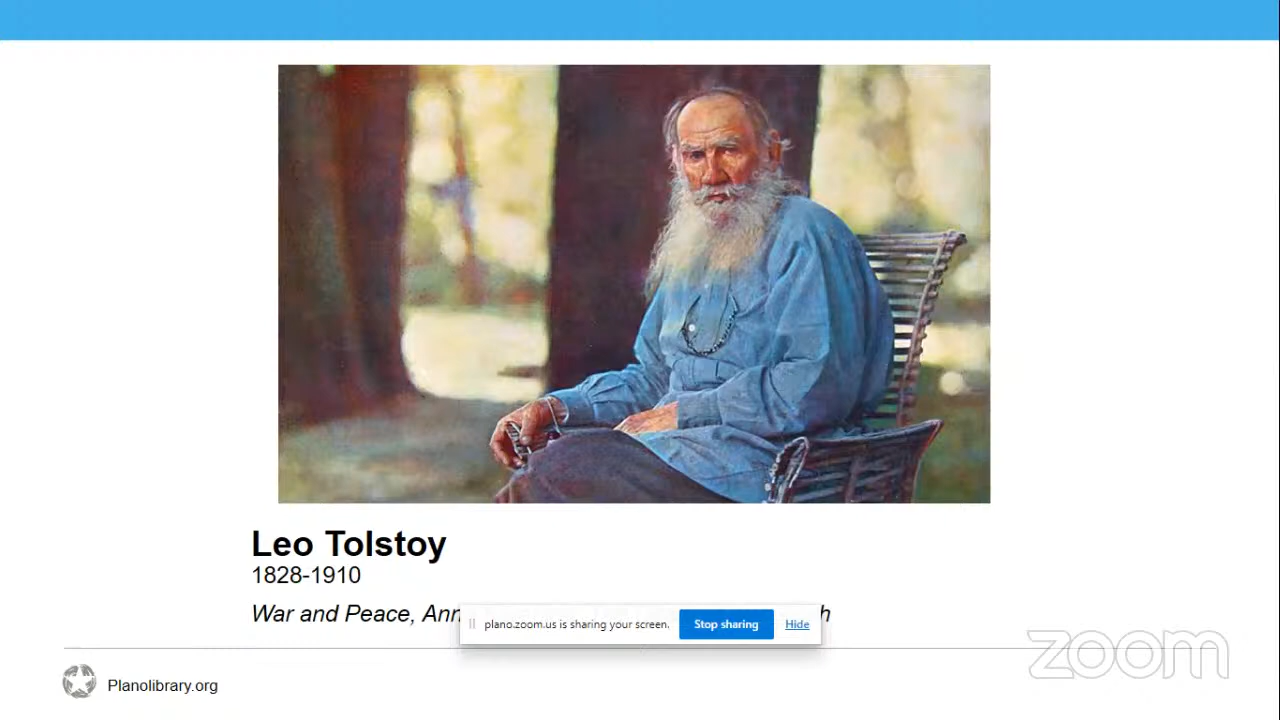 Leo Tolstoy
1828-1910
War and Peace, Ann
plano.zoom.us is sharing your screen. Stop sharing Hide
zoom
Planolibrary.org